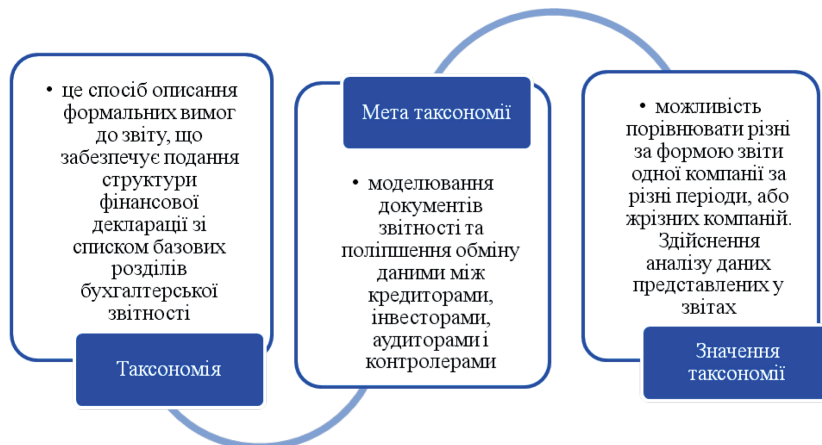 • це спосіб описання
формальних вимог
до звіту, що
забезпечує подання
структури
фінансової
декларації зі
списком базових
розділів
бухгалтерської
звітності
Таксономія
Мета таксономії
• моделювання
документів
звітності та
поліпшення обміну
даними між
кредиторами,
інвесторами,
аудиторами і
контролерами
• можливість
порівнювати різні
за формою звіти
одної компанії за
різні періоди, або
жрізних компаній.
Здійснення
аналізу даних
представлених у
звітах
Значення
таксономії